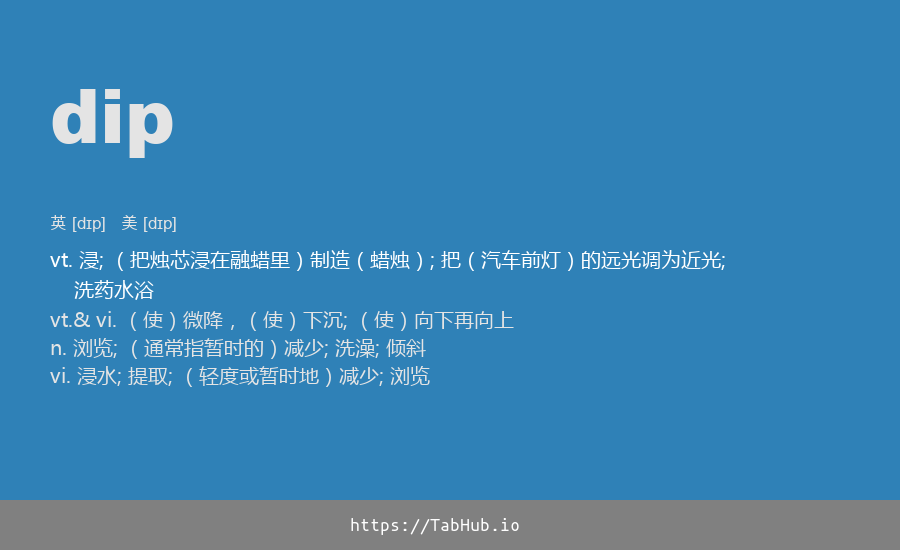 dip
英 [dɪp] 美 [dɪp]
vt. 浸; （把烛芯浸在融蜡里）制造（蜡烛）; 把（汽车前灯）的远光调为近光;
洗药水浴
vt.& vi. （使）微降，（使）下沉; （使）向下再向上
n. 浏览; （通常指暂时的）减少; 洗澡; 倾斜
vi. 浸水; 提取; （轻度或暂时地）减少; 浏览
https://TabHub.io